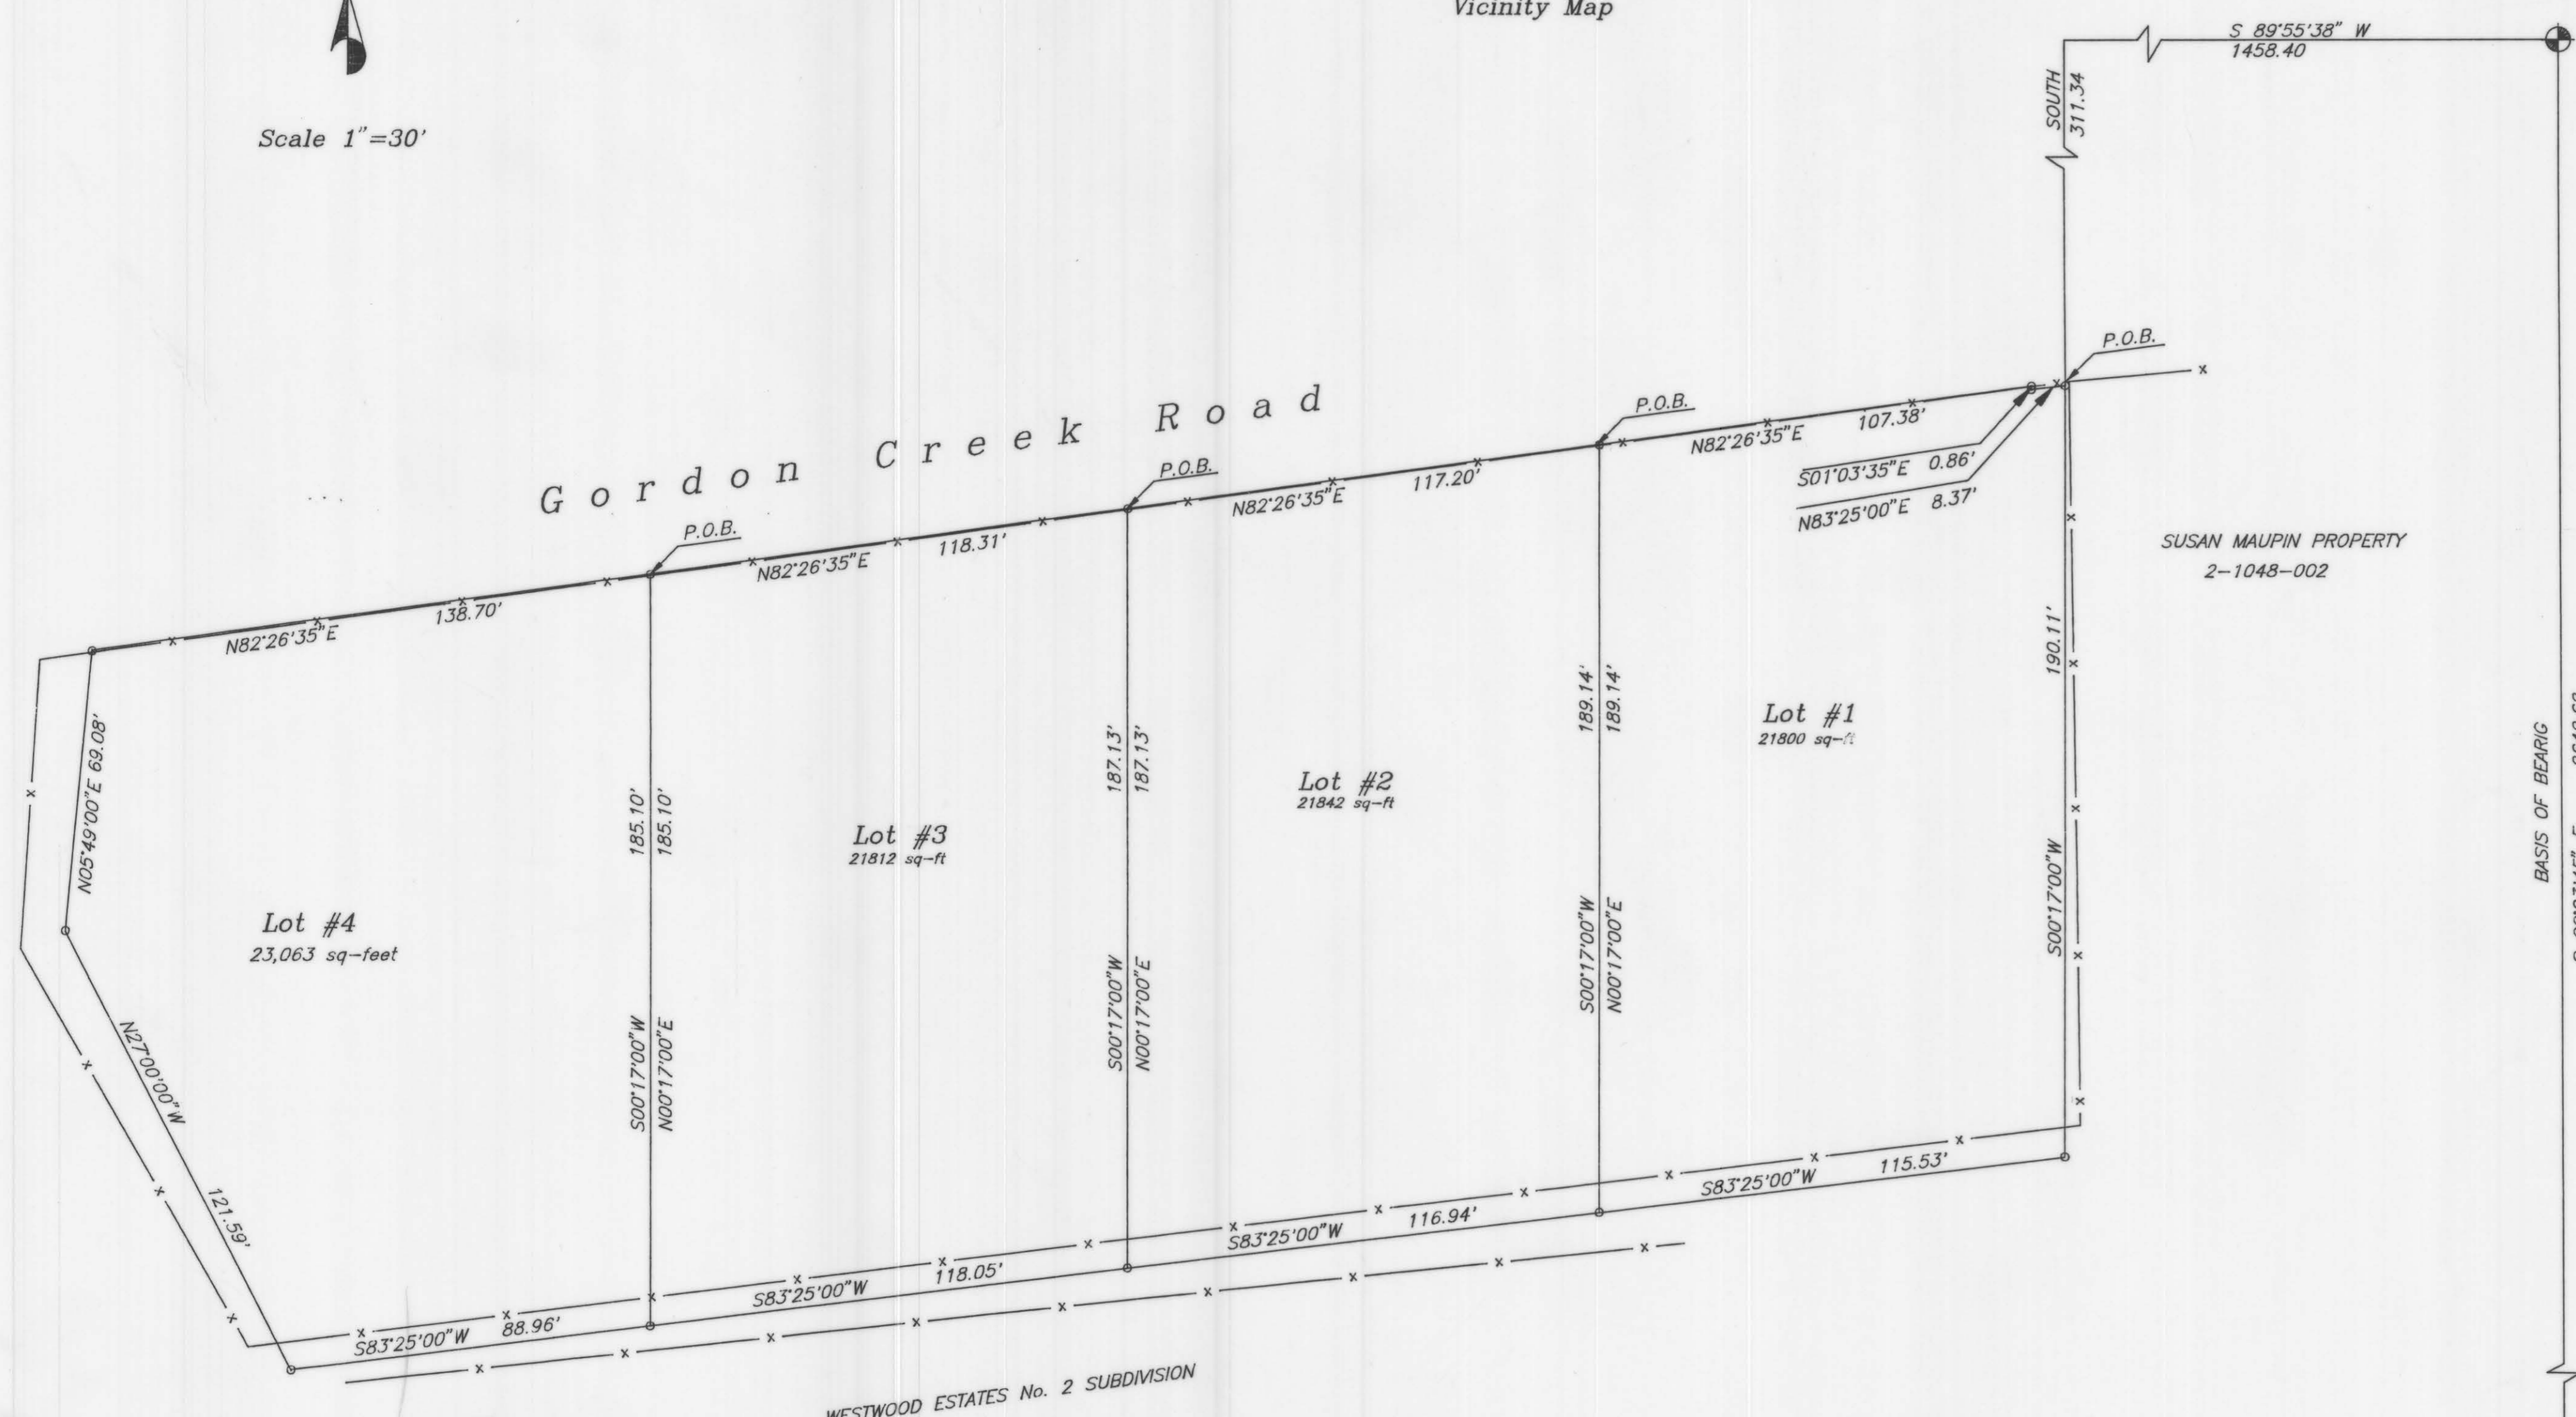 Vicinity Map
S 89°55'38" W
1458.40
SOUTH
311.34
Scale 1"=30'
P.O.B.
Gordon Creek Road
P.O.B.
107.38'
N82°26'35"E
S01°03'35"E 0.86'
N83°25'00"E 8.37'
P.O.B.
117.20'
N82°26'35"E
P.O.B.
118.31'
N82°26'35"E
138.70'
N82°26'35"E
SUSAN MAUPIN PROPERTY
2-1048-002
190.11'
S00°17'00"W
Lot #1
21800 sq-ft
189.14'
189.14'
S00°17'00"W
N00°17'00"E
Lot #2
21842 sq-ft
187.13'
187.13'
S00°17'00"W
N00°17'00"E
Lot #3
21812 sq-ft
185.10'
185.10'
S00°17'00"W
N00°17'00"E
Lot #4
23,063 sq-feet
N05°49'00"E 69.08'
N27°00'00"W
121.59'
BASIS OF BEARIG
S83°25'00"W
115.53'
S83°25'00"W
116.94'
S83°25'00"W
118.05'
S83°25'00"W
88.96'
WESTWOOD ESTATES No. 2 SUBDIVISION